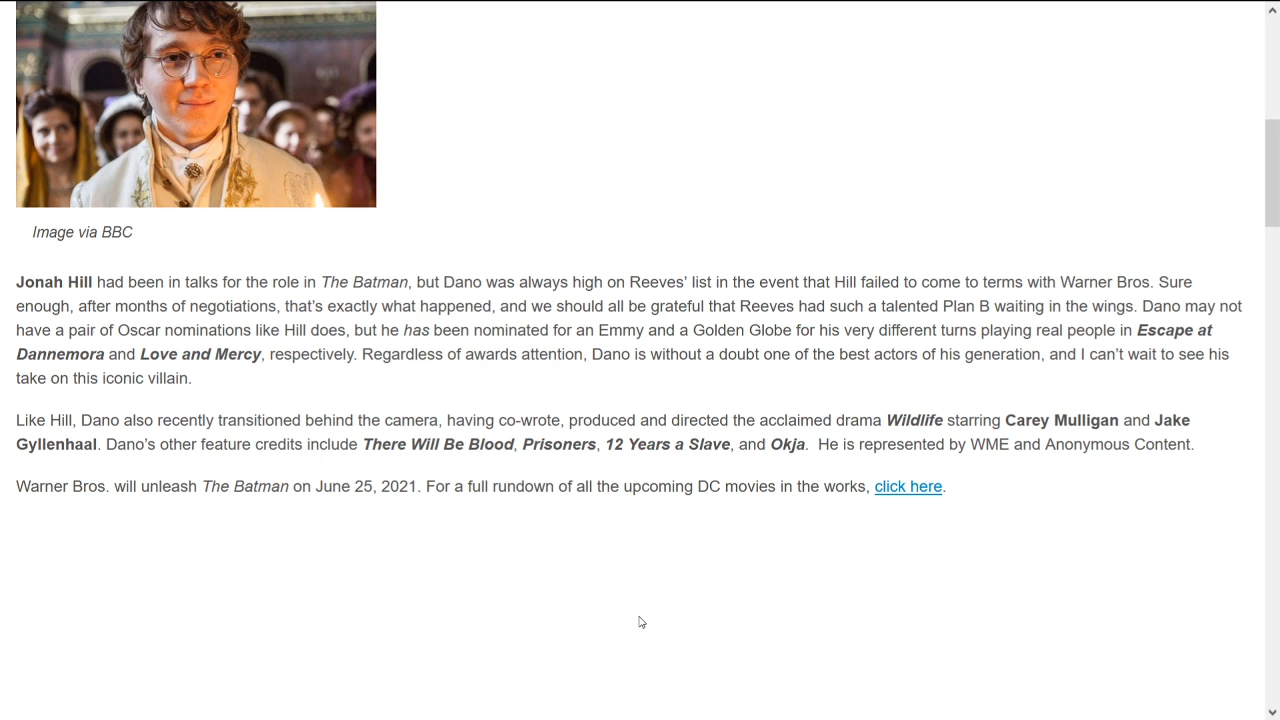 Image via BBC
Jonah Hill had been in talks for the role in The Batman, but Dano was always high on Reeves’ list in the event that Hill failed to come to terms with Warner Bros. Sure
enough, after months of negotiations, that’s exactly what happened, and we should all be grateful that Reeves had such a talented Plan B waiting in the wings. Dano may not
have a pair of Oscar nominations like Hill does, but he has been nominated for an Emmy and a Golden Globe for his very different turns playing real people in Escape at
Dannemora and Love and Mercy, respectively. Regardless of awards attention, Dano is without a doubt one of the best actors of his generation, and I can’t wait to see his
take on this iconic villain.
Like Hill, Dano also recently transitioned behind the camera, having co-wrote, produced and directed the acclaimed drama Wildlife starring Carey Mulligan and Jake
Gyllenhaal. Dano’s other feature credits include There Will Be Blood, Prisoners, 12 Years a Slave, and Okja.  He is represented by WME and Anonymous Content.
Warner Bros. will unleash The Batman on June 25, 2021. For a full rundown of all the upcoming DC movies in the works, click here.